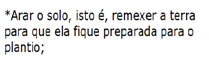 *Arar o solo, isto é, remexer a terra
para que ela fique preparada para o
plantio;